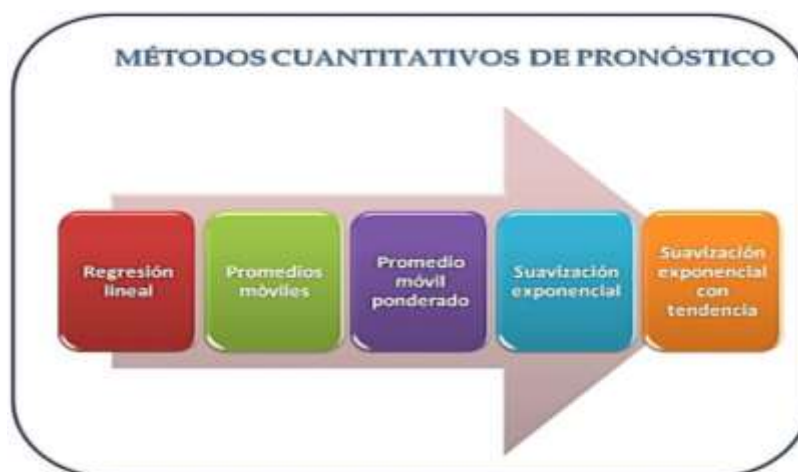 MÉTODOS CUANTITATIVOS DE PRONÓSTICO
Regresión
lineal
Promedios
móviles
Promedio
móvil
ponderado
Suavización
exponencial
Suavización
exponencial
con
tendencia